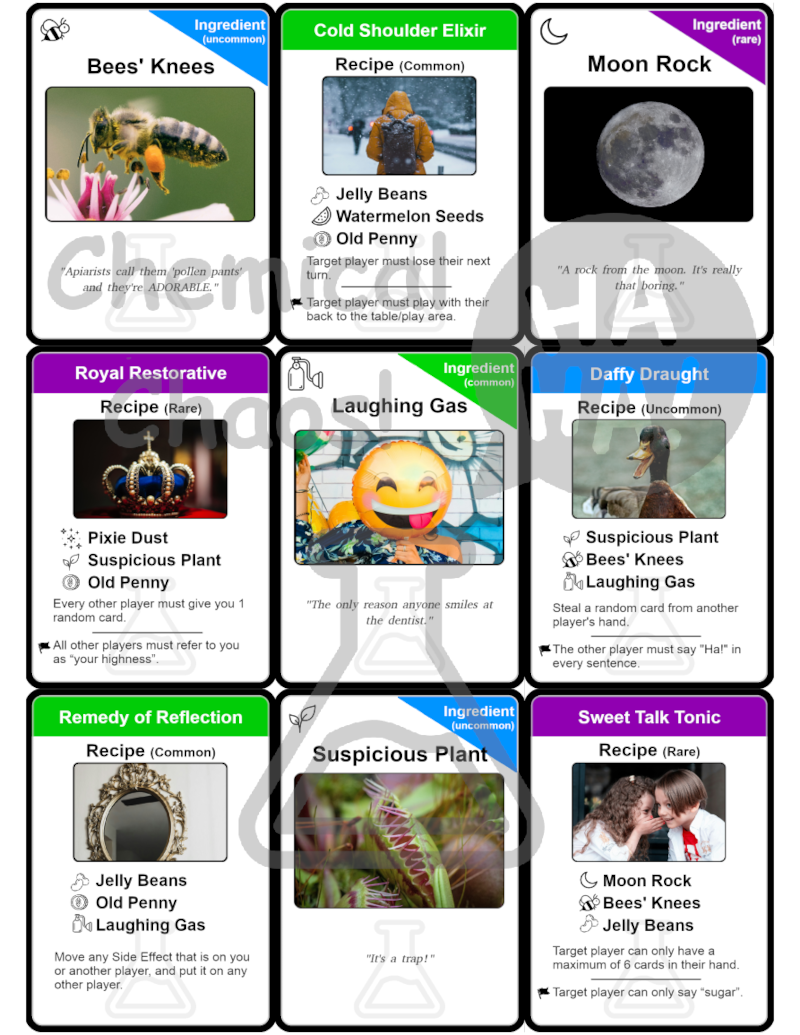 Ingredient
(uncommon)
Bees' Knees
"Apiarists call them 'pollen pants'
and they're ADORABLE."
Cold Shoulder Elixir
Recipe (Common)
Jelly Beans
Watermelon Seeds
Old Penny
Target player must lose their next
turn.
Target player must play with their
back to the table/play area.
Ingredient
(rare)
Moon Rock
"A rock from the moon. It's really
that boring."
Chemical
Chaos!
HA
HA
Royal Restorative
Recipe (Rare)
Pixie Dust
Suspicious Plant
Old Penny
Every other player must give you 1
random card.
All other players must refer to you
as “your highness”.
Ingredient
(common)
Laughing Gas
"The only reason anyone smiles at
the dentist."
Daffy Draught
Recipe (Uncommon)
Suspicious Plant
Bees' Knees
Laughing Gas
Steal a random card from another
player's hand.
The other player must say "Ha!" in
every sentence.
Remedy of Reflection
Recipe (Common)
Jelly Beans
Old Penny
Laughing Gas
Move any Side Effect that is on you
or another player, and put it on any
other player.
Ingredient
(uncommon)
Suspicious Plant
"It's a trap!"
Sweet Talk Tonic
Recipe (Rare)
Moon Rock
Bees' Knees
Jelly Beans
Target player can only have a
maximum of 6 cards in their hand.
Target player can only say “sugar”.